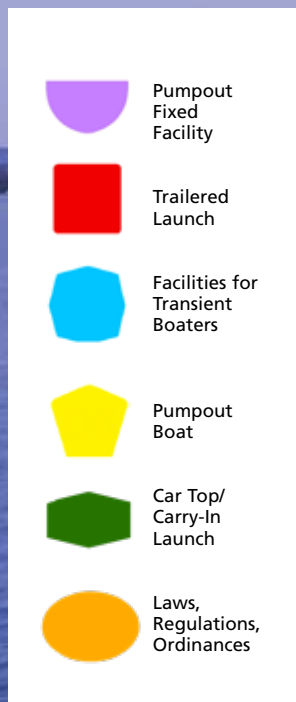 Pumpout
Fixed
Facility
Trailered
Launch
Facilities for
Transient
Boaters
Pumpout
Boat
Car Top/
Carry-In
Launch
Laws,
Regulations,
Ordinances